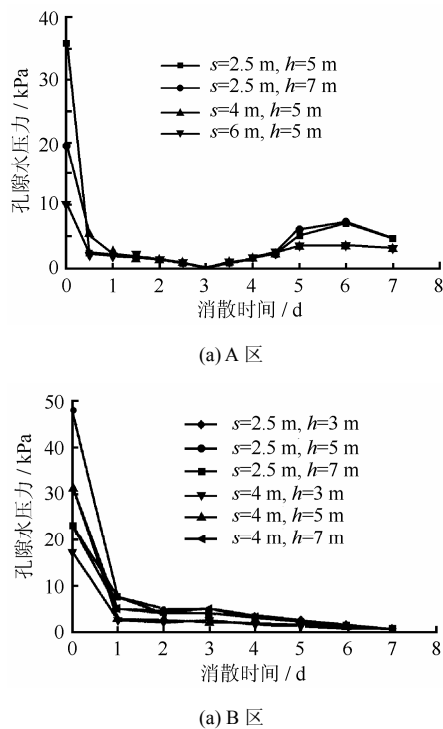 40
30
20
10
0
孔隙水压力 / kPa
s=2.5 m, h=5 m
s=2.5 m, h=7 m
s=4 m, h=5 m
s=6 m, h=5 m
0 1 2 3 4 5 6 7 8
消散时间 / d
(a) A 区
50
40
30
20
10
0
孔隙水压力 / kPa
s=2.5 m, h=3 m
s=2.5 m, h=5 m
s=2.5 m, h=7 m
s=4 m, h=3 m
s=4 m, h=5 m
s=4 m, h=7 m
0 1 2 3 4 5 6 7 8
消散时间 / d
(a) B 区